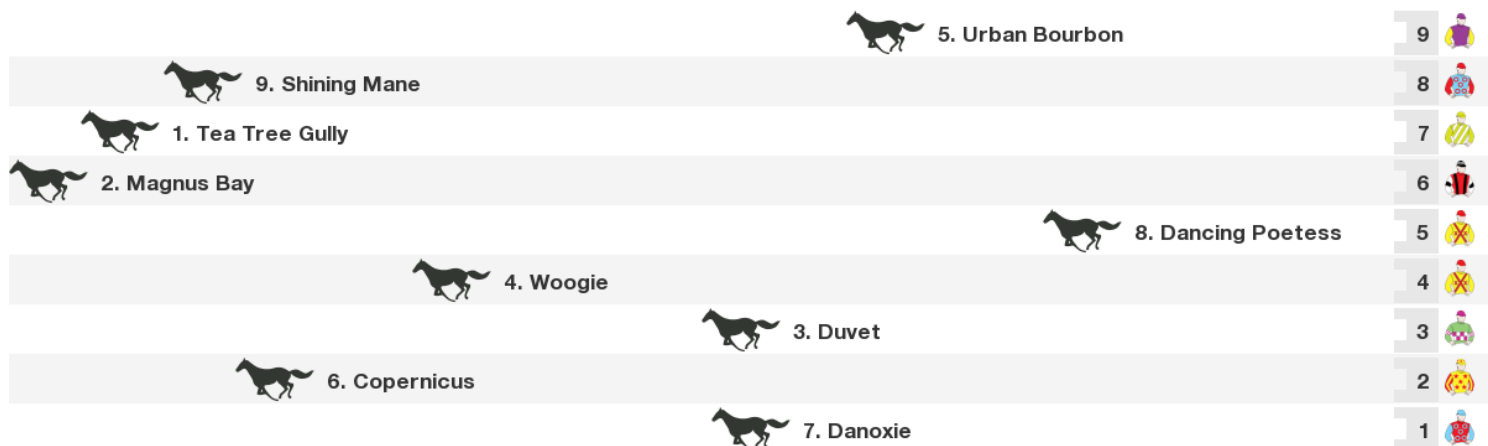 5. Urban Bourbon 9
9. Shining Mane 8
1. Tea Tree Gully 7
2. Magnus Bay 6
8. Dancing Poetess 5
4. Woogie 4
3. Duvet 3
6. Copernicus 2
7. Danoxie 1